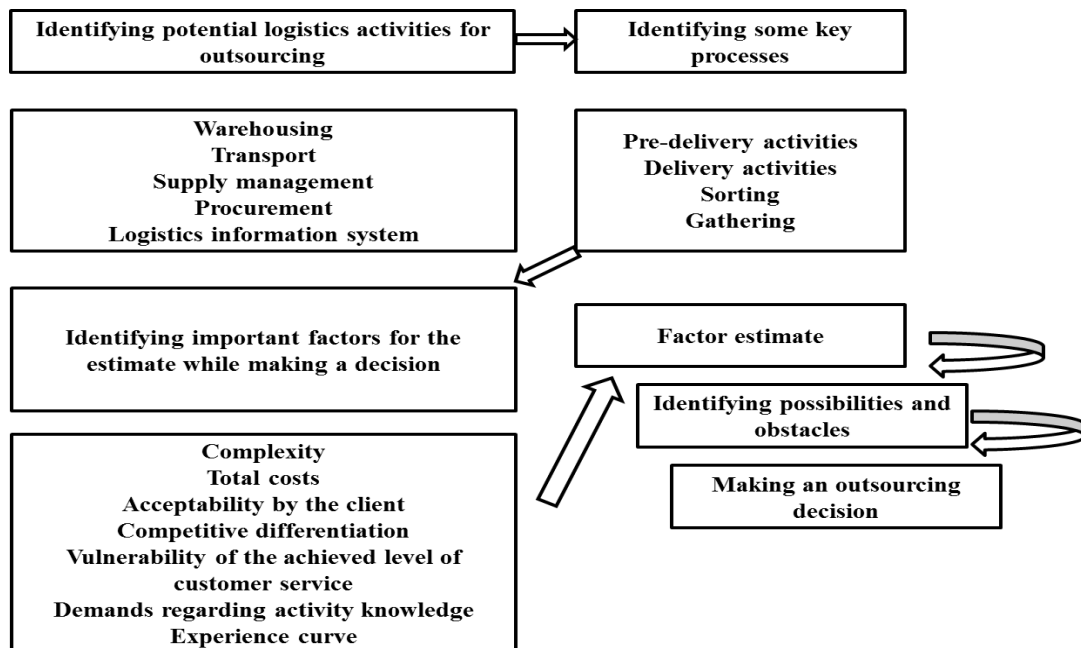 Identifying potential logistics activities for
outsourcing
Identifying some key
processes
Warehousing
Transport
Supply management
Procurement
Logistics information system
Pre-delivery activities
Delivery activities
Sorting
Gathering
Identifying important factors for the
estimate while making a decision
Complexity
Total costs
Acceptability by the client
Competitive differentiation
Vulnerability of the achieved level of
customer service
Demands regarding activity knowledge
Experience curve
Factor estimate
Identifying possibilities and
obstacles
Making an outsourcing
decision